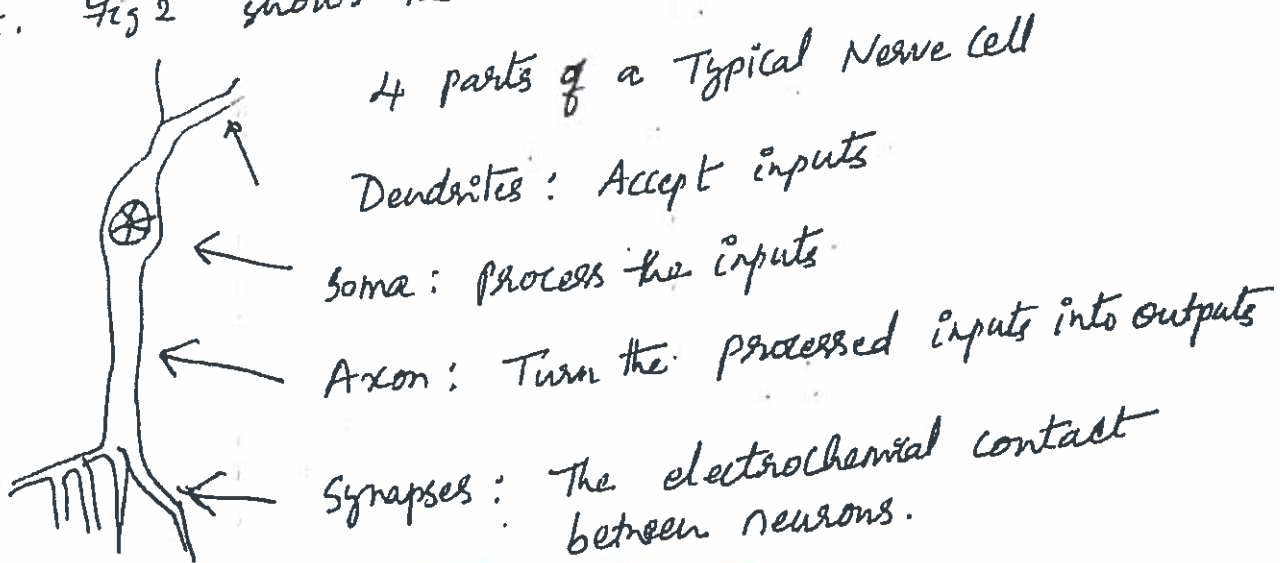 Fig 2 shows
4 parts of a Typical Nerve Cell
Dendrites : Accept inputs
Soma : Process the inputs
Axon : Turn the processed inputs into outputs
Synapses : The electrochemical contact
between neurons.